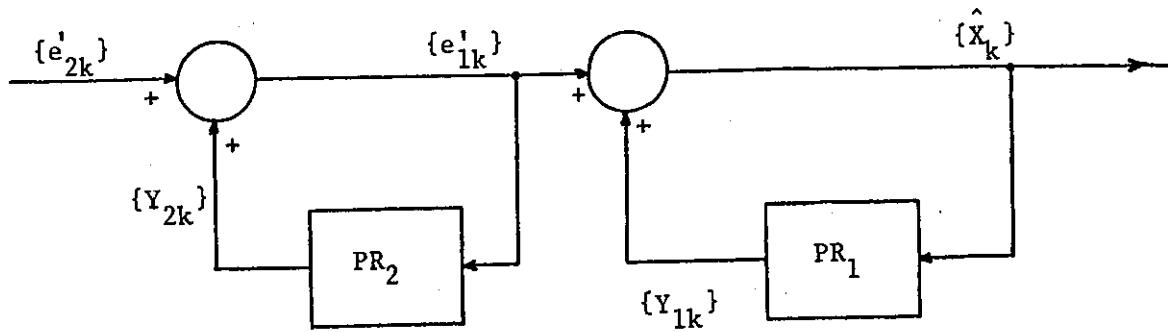 {e'2k}
{e'1k}
{X̂k}
+
+
+
+
{Y2k}
PR2
PR1
{Y1k}